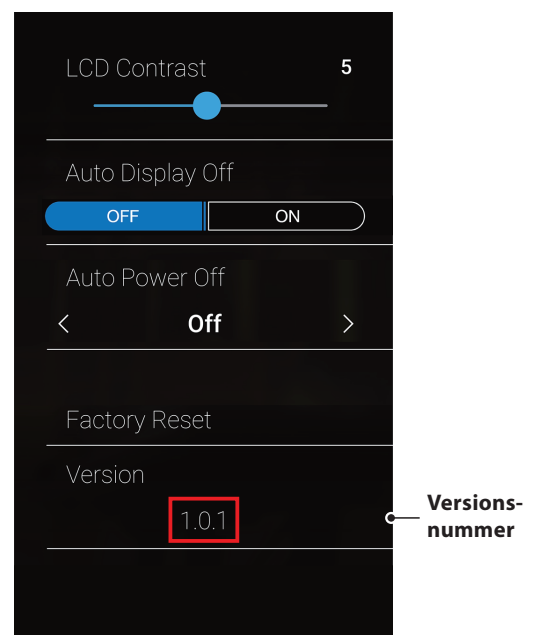 LCD Contrast 5
Auto Display Off
OFF ON
Auto Power Off
< Off >
Factory Reset
Version
1.0.1
Versions-
nummer